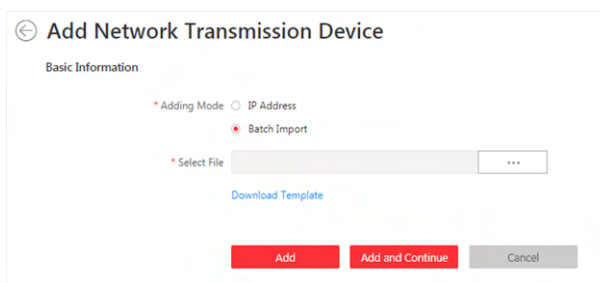 Add Network Transmission Device
Basic Information
* Adding Mode IP Address
Batch Import
* Select File ...
Download Template
Add Add and Continue Cancel